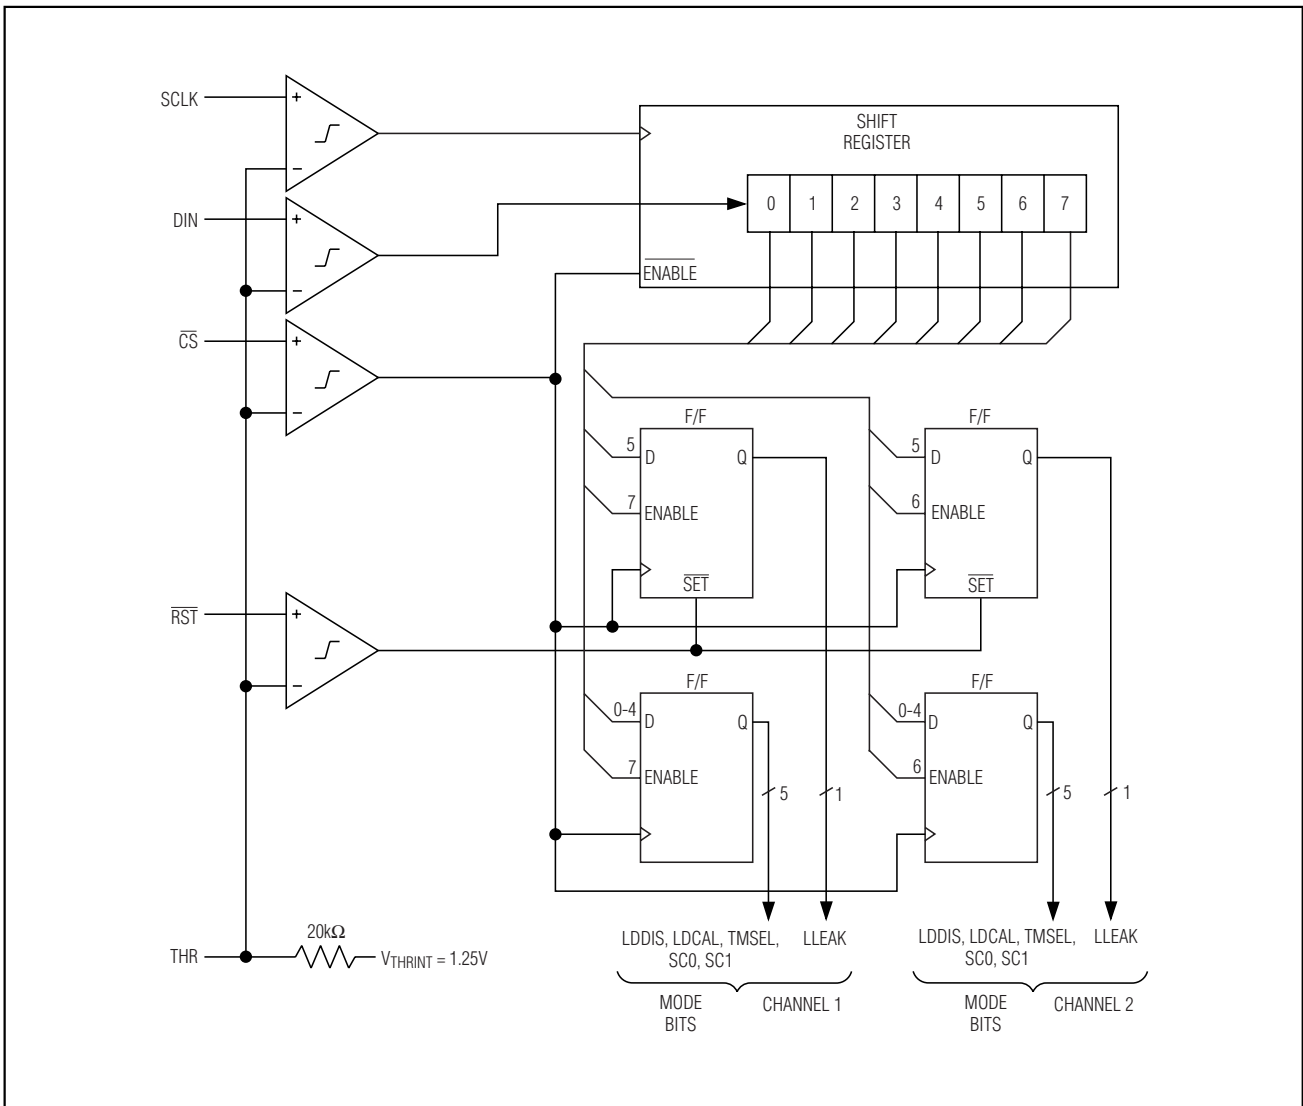 SCLK
+
−
SHIFT
REGISTER
0 1 2 3 4 5 6 7
DIN
+
−
ENABLE
CS
+
−
F/F
5
D
Q
7
ENABLE
SET
F/F
5
D
Q
6
ENABLE
SET
RST
+
−
F/F
0-4
D
Q
7
ENABLE
5
1
F/F
0-4
D
Q
6
ENABLE
5
1
THR
20kΩ
VTHRINT = 1.25V
LDDIS, LDCAL, TMSEL,
SC0, SC1
LLEAK
MODE
BITS
CHANNEL 1
LDDIS, LDCAL, TMSEL,
SC0, SC1
LLEAK
MODE
BITS
CHANNEL 2